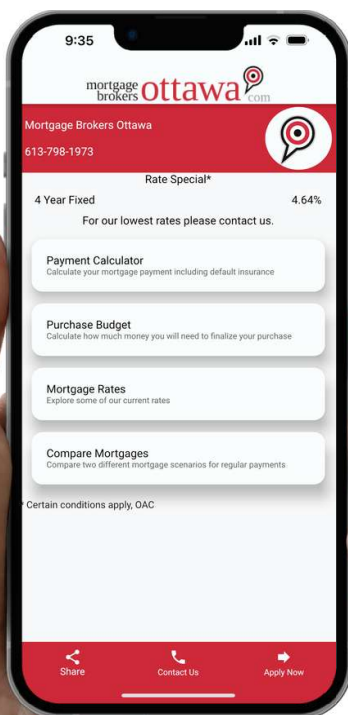 9:35
mortgage
brokers ottawa
com
Mortgage Brokers Ottawa
613-798-1973
Rate Special*
4 Year Fixed 4.64%
For our lowest rates please contact us.
Payment Calculator
Calculate your mortgage payment including default insurance
Purchase Budget
Calculate how much money you will need to finalize your purchase
Mortgage Rates
Explore some of our current rates
Compare Mortgages
Compare two different mortgage scenarios for regular payments
* Certain conditions apply, OAC
Share Contact Us Apply Now